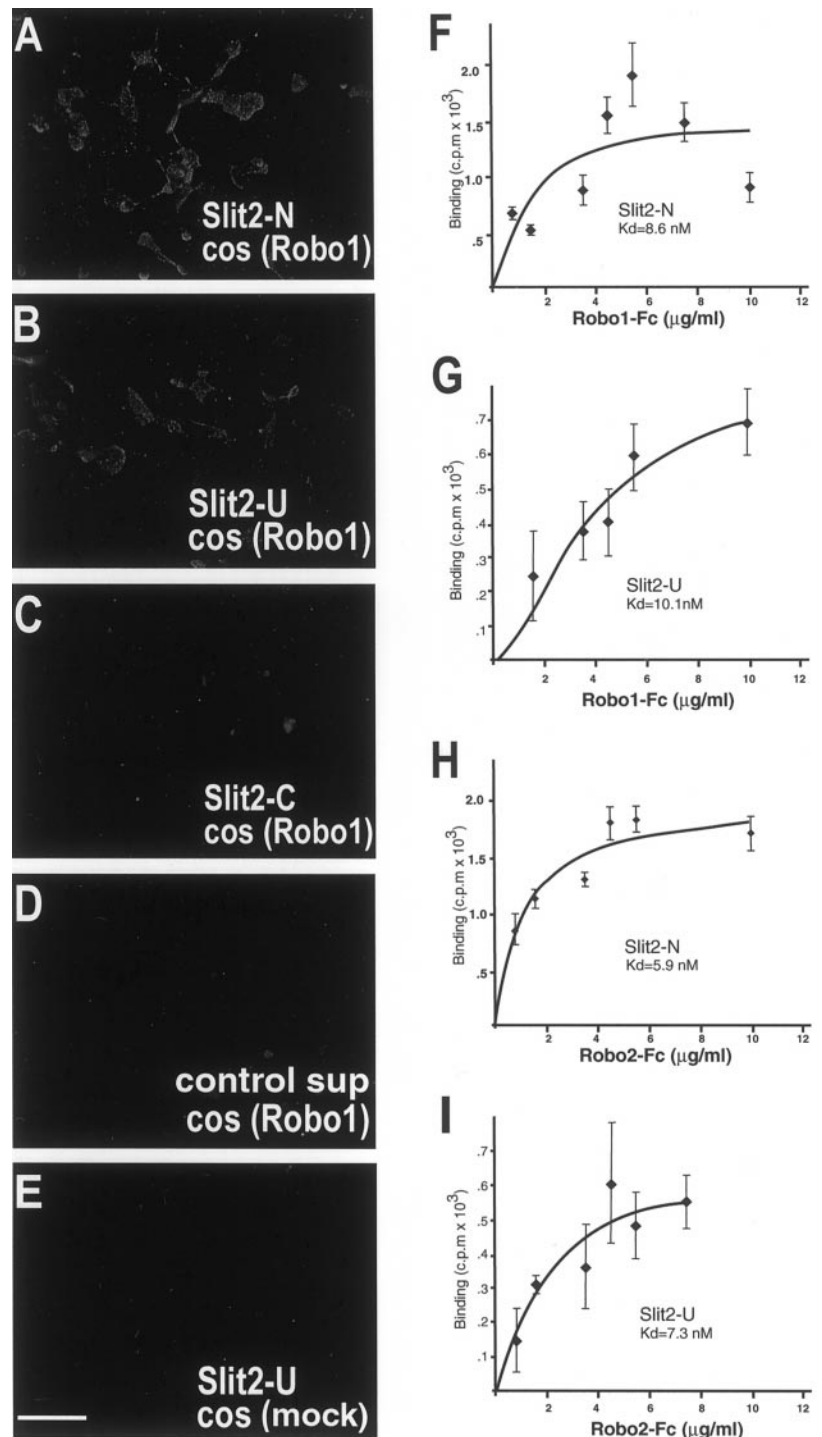 A
Slit2-N
cos (Robo1)
B
Slit2-U
cos (Robo1)
C
Slit2-C
cos (Robo1)
D
control sup
cos (Robo1)
E
Slit2-U
cos (mock)
F
Binding (c.p.m x 10³)
2.0
1.5
1.0
.5
Slit2-N
Kd=8.6 nM
2 4 6 8 10 12
Robo1-Fc (µg/ml)
G
Binding (c.p.m x 10³)
.7
.6
.5
.4
.3
.2
.1
Slit2-U
Kd=10.1nM
2 4 6 8 10 12
Robo1-Fc (µg/ml)
H
Binding (c.p.m x 10³)
2.0
1.5
1.0
.5
Slit2-N
Kd=5.9 nM
2 4 6 8 10 12
Robo2-Fc (µg/ml)
I
Binding (c.p.m x 10³)
.7
.6
.5
.4
.3
.2
.1
Slit2-U
Kd=7.3 nM
2 4 6 8 10 12
Robo2-Fc (µg/ml)